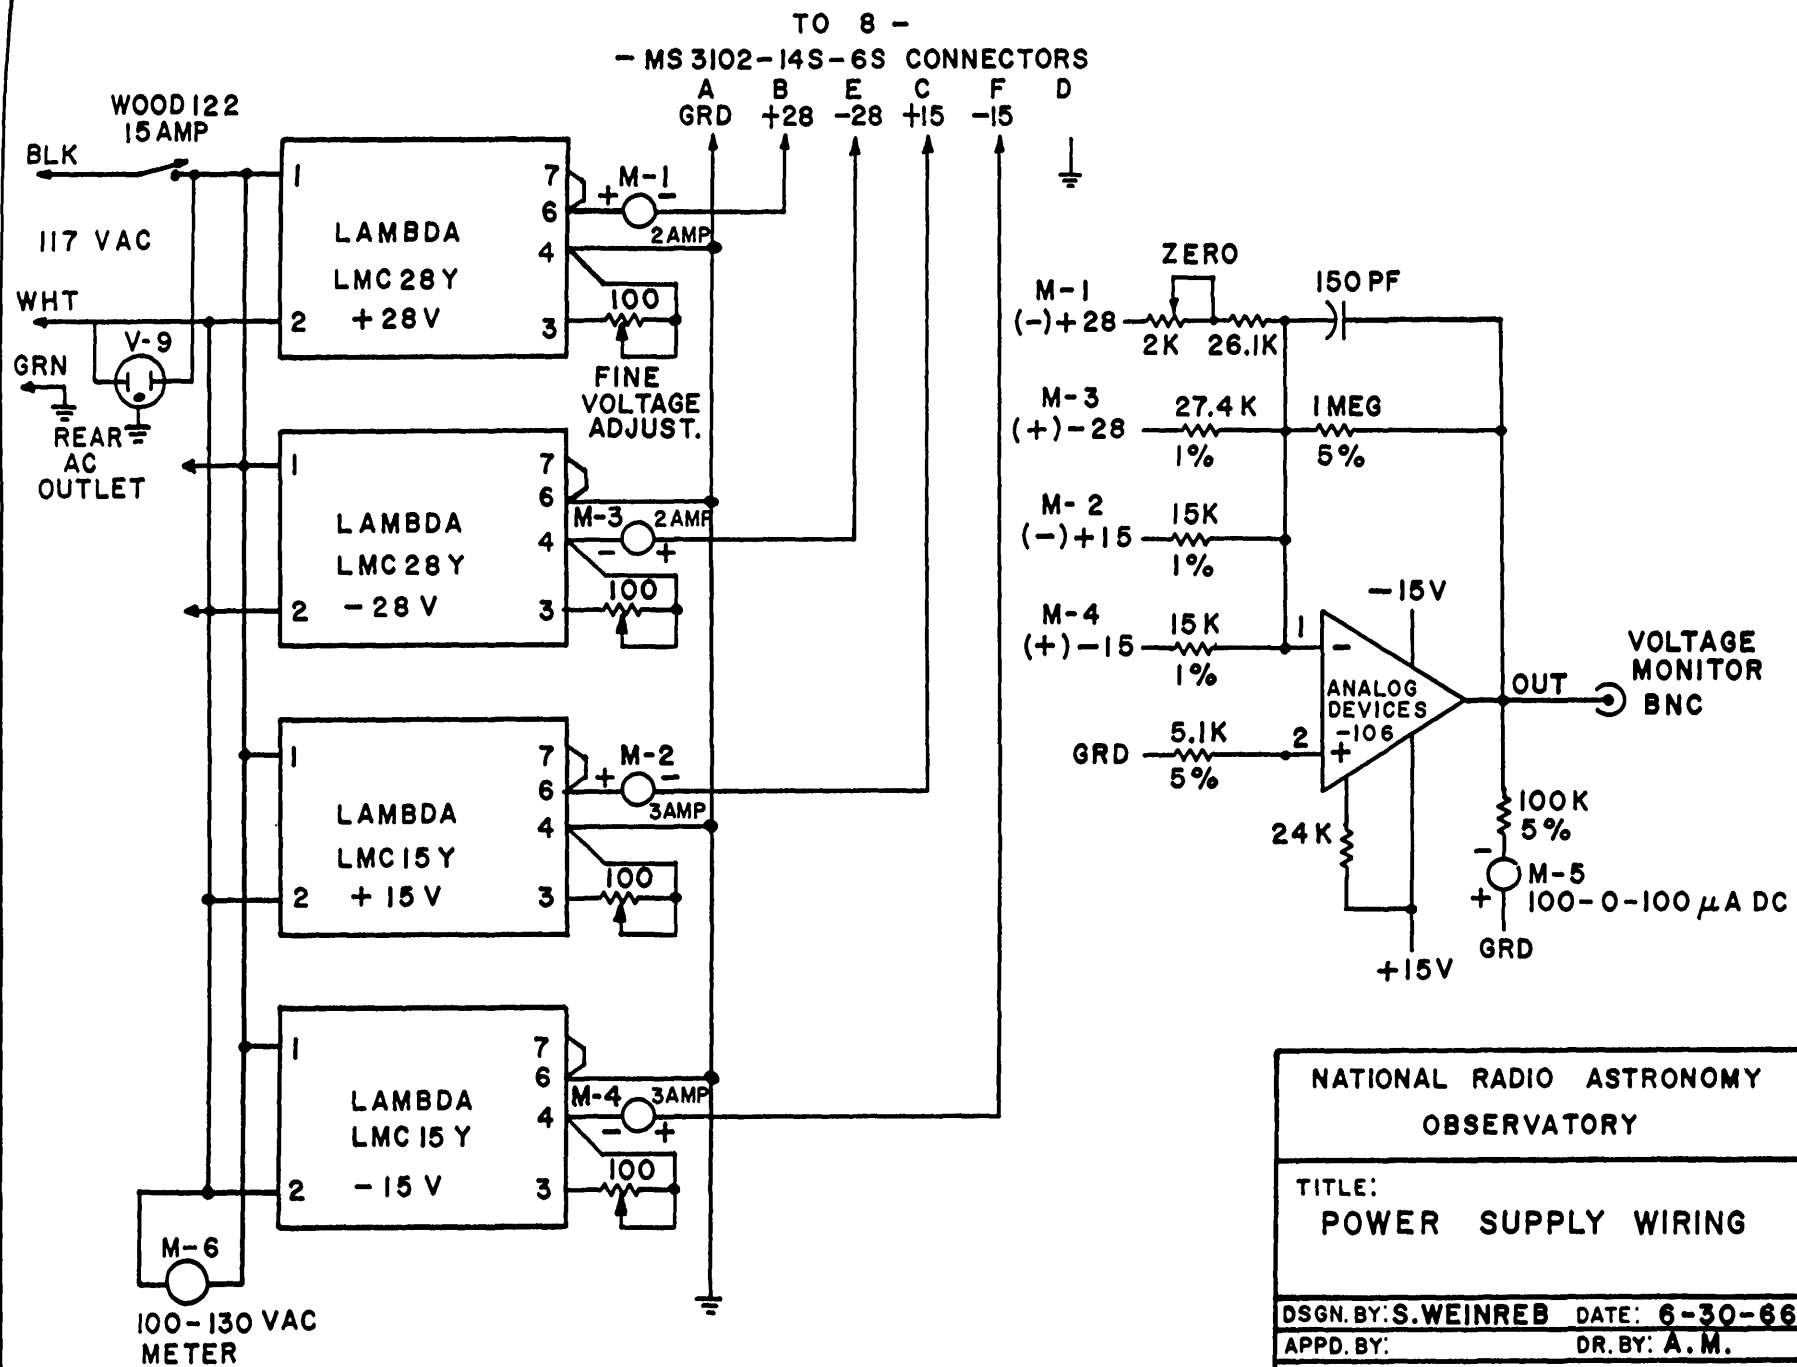 TO 8 -
- MS 3102-14S-6S CONNECTORS
A B E C F D
GRD +28 -28 +15 -15
WOOD 122
15 AMP
BLK
117 VAC
WHT
V-9
GRN
REAR
AC
OUTLET
1
2
LAMBDA
LMC 28Y
+ 28V
7
6
4
3
+ M-1 -
2 AMP
100
FINE
VOLTAGE
ADJUST.
1
2
LAMBDA
LMC 28Y
- 28 V
7
6
4
3
M-3 2 AMP
- +
100
1
2
LAMBDA
LMC 15Y
+ 15 V
7
6
4
3
+ M-2 -
3 AMP
100
1
2
LAMBDA
LMC 15 Y
- 15 V
7
6
4
3
M-4 3AMP
- +
100
M-6
100-130 VAC
METER
ZERO
M-1
(-)+28
2K 26.1K
150 PF
M-3
(+)-28
27.4 K
1%
1 MEG
5%
M-2
(-)+15
15K
1%
M-4
(+)-15
15 K
1%
GRD
5.1K
5%
1
2
-
+
ANALOG
DEVICES
-106
-15V
24 K
+15V
OUT
VOLTAGE
MONITOR
BNC
100 K
5%
-
+
M-5
100-0-100 μA DC
GRD
NATIONAL RADIO ASTRONOMY
OBSERVATORY
TITLE:
POWER SUPPLY WIRING
DSGN. BY: S. WEINREB DATE: 6-30-66
APPD. BY: DR. BY: A. M.